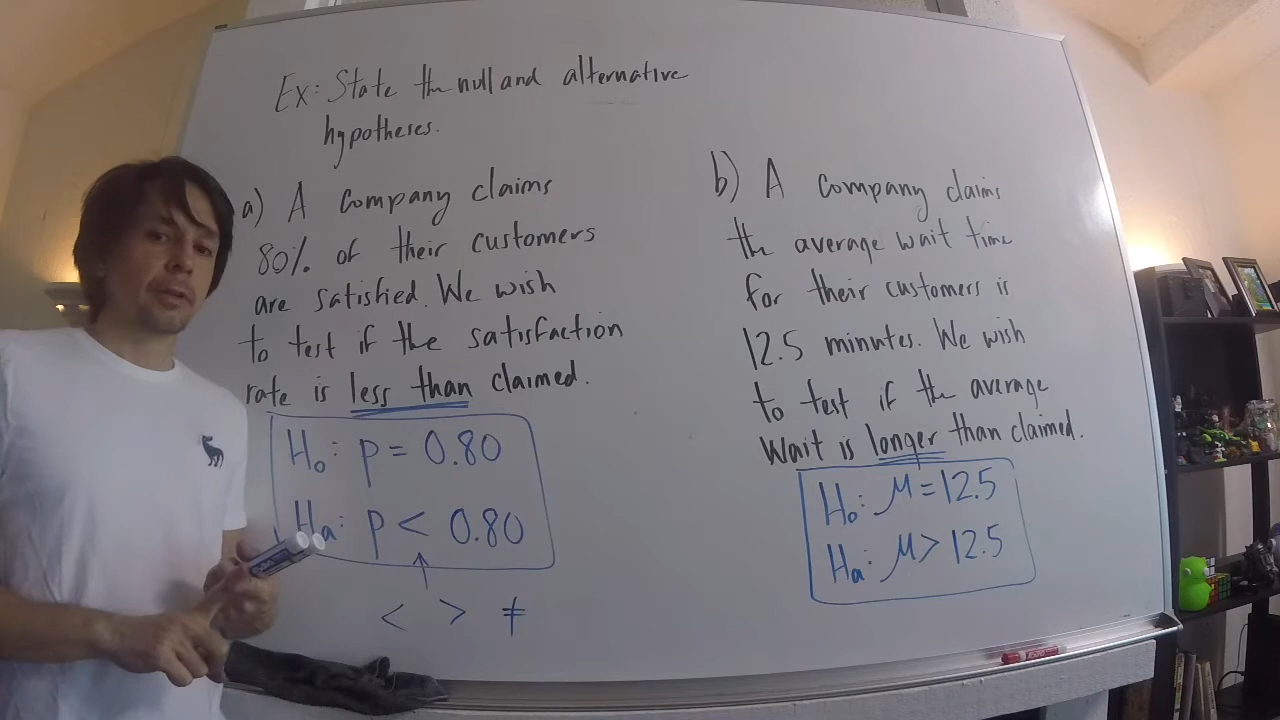 Ex: State the null and alternative
hypotheses.
a) A company claims
80% of their customers
are satisfied. We wish
to test if the satisfaction
rate is less than claimed.
H₀: p = 0.80
Ha: p < 0.80
< > ≠
b) A company claims
the average wait time
for their customers is
12.5 minutes. We wish
to test if the average
wait is longer than claimed.
H₀: μ = 12.5
Ha: μ > 12.5